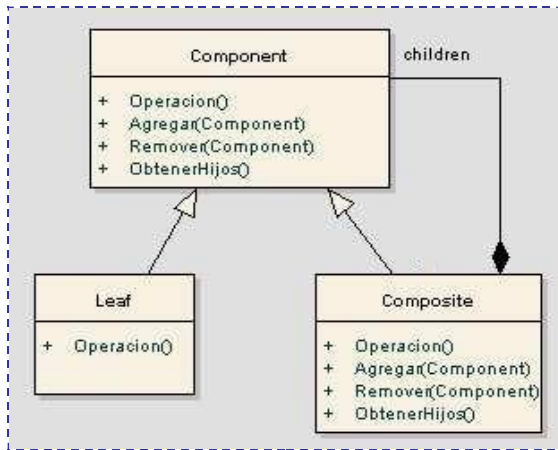 Component
children
+ Operacion()
+ Agregar(Component)
+ Remover(Component)
+ ObtenerHijos()
Leaf
+ Operacion()
Composite
+ Operacion()
+ Agregar(Component)
+ Remover(Component)
+ ObtenerHijos()